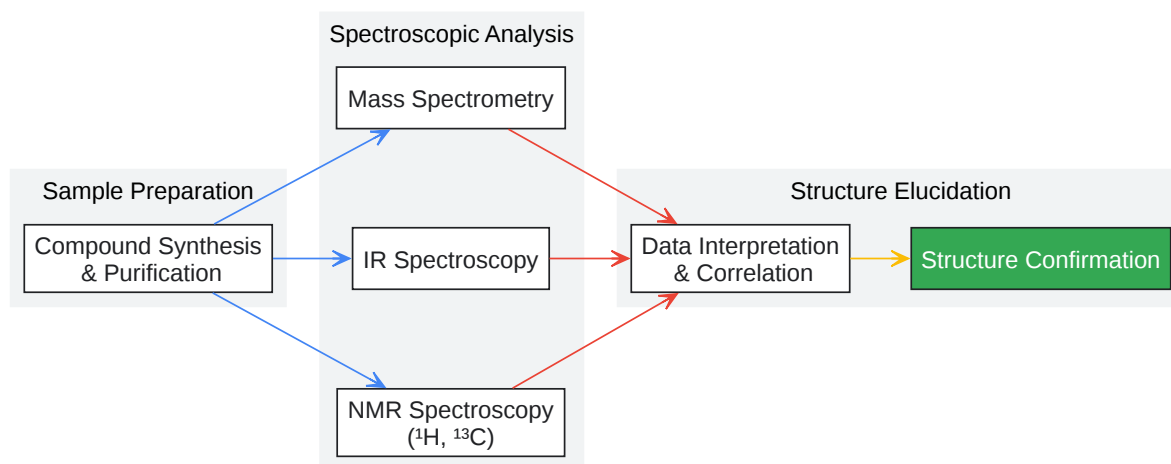 Spectroscopic Analysis
Mass Spectrometry
Sample Preparation
Compound Synthesis
& Purification
IR Spectroscopy
NMR Spectroscopy
(¹H, ¹³C)
Structure Elucidation
Data Interpretation
& Correlation
Structure Confirmation